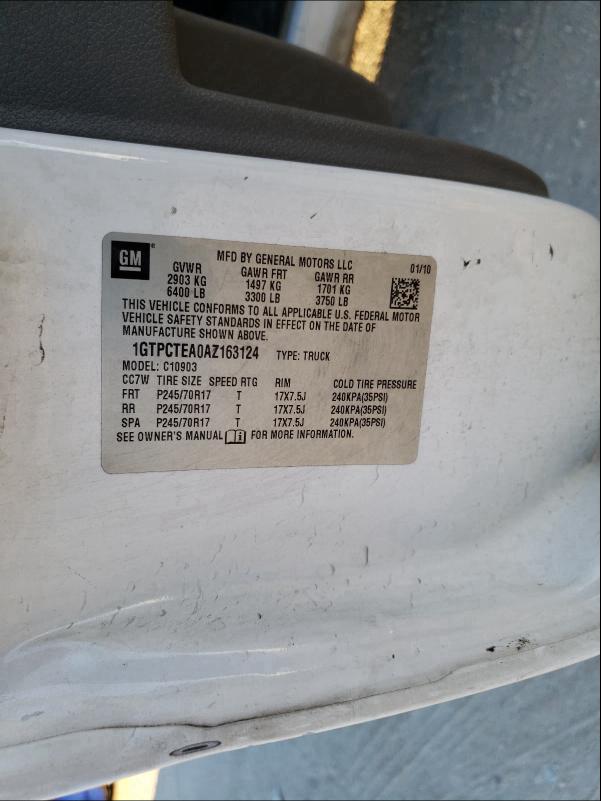 GM ®
MFD BY GENERAL MOTORS LLC 01/10
GVWR GAWR FRT GAWR RR
2903 KG 1497 KG 1701 KG
6400 LB 3300 LB 3750 LB
THIS VEHICLE CONFORMS TO ALL APPLICABLE U.S. FEDERAL MOTOR
VEHICLE SAFETY STANDARDS IN EFFECT ON THE DATE OF
MANUFACTURE SHOWN ABOVE.
1GTPCTEA0AZ163124 TYPE: TRUCK
MODEL: C10903
CC7W TIRE SIZE SPEED RTG RIM COLD TIRE PRESSURE
FRT P245/70R17 T 17X7.5J 240KPA(35PSI)
RR P245/70R17 T 17X7.5J 240KPA(35PSI)
SPA P245/70R17 T 17X7.5J 240KPA(35PSI)
SEE OWNER'S MANUAL i FOR MORE INFORMATION.